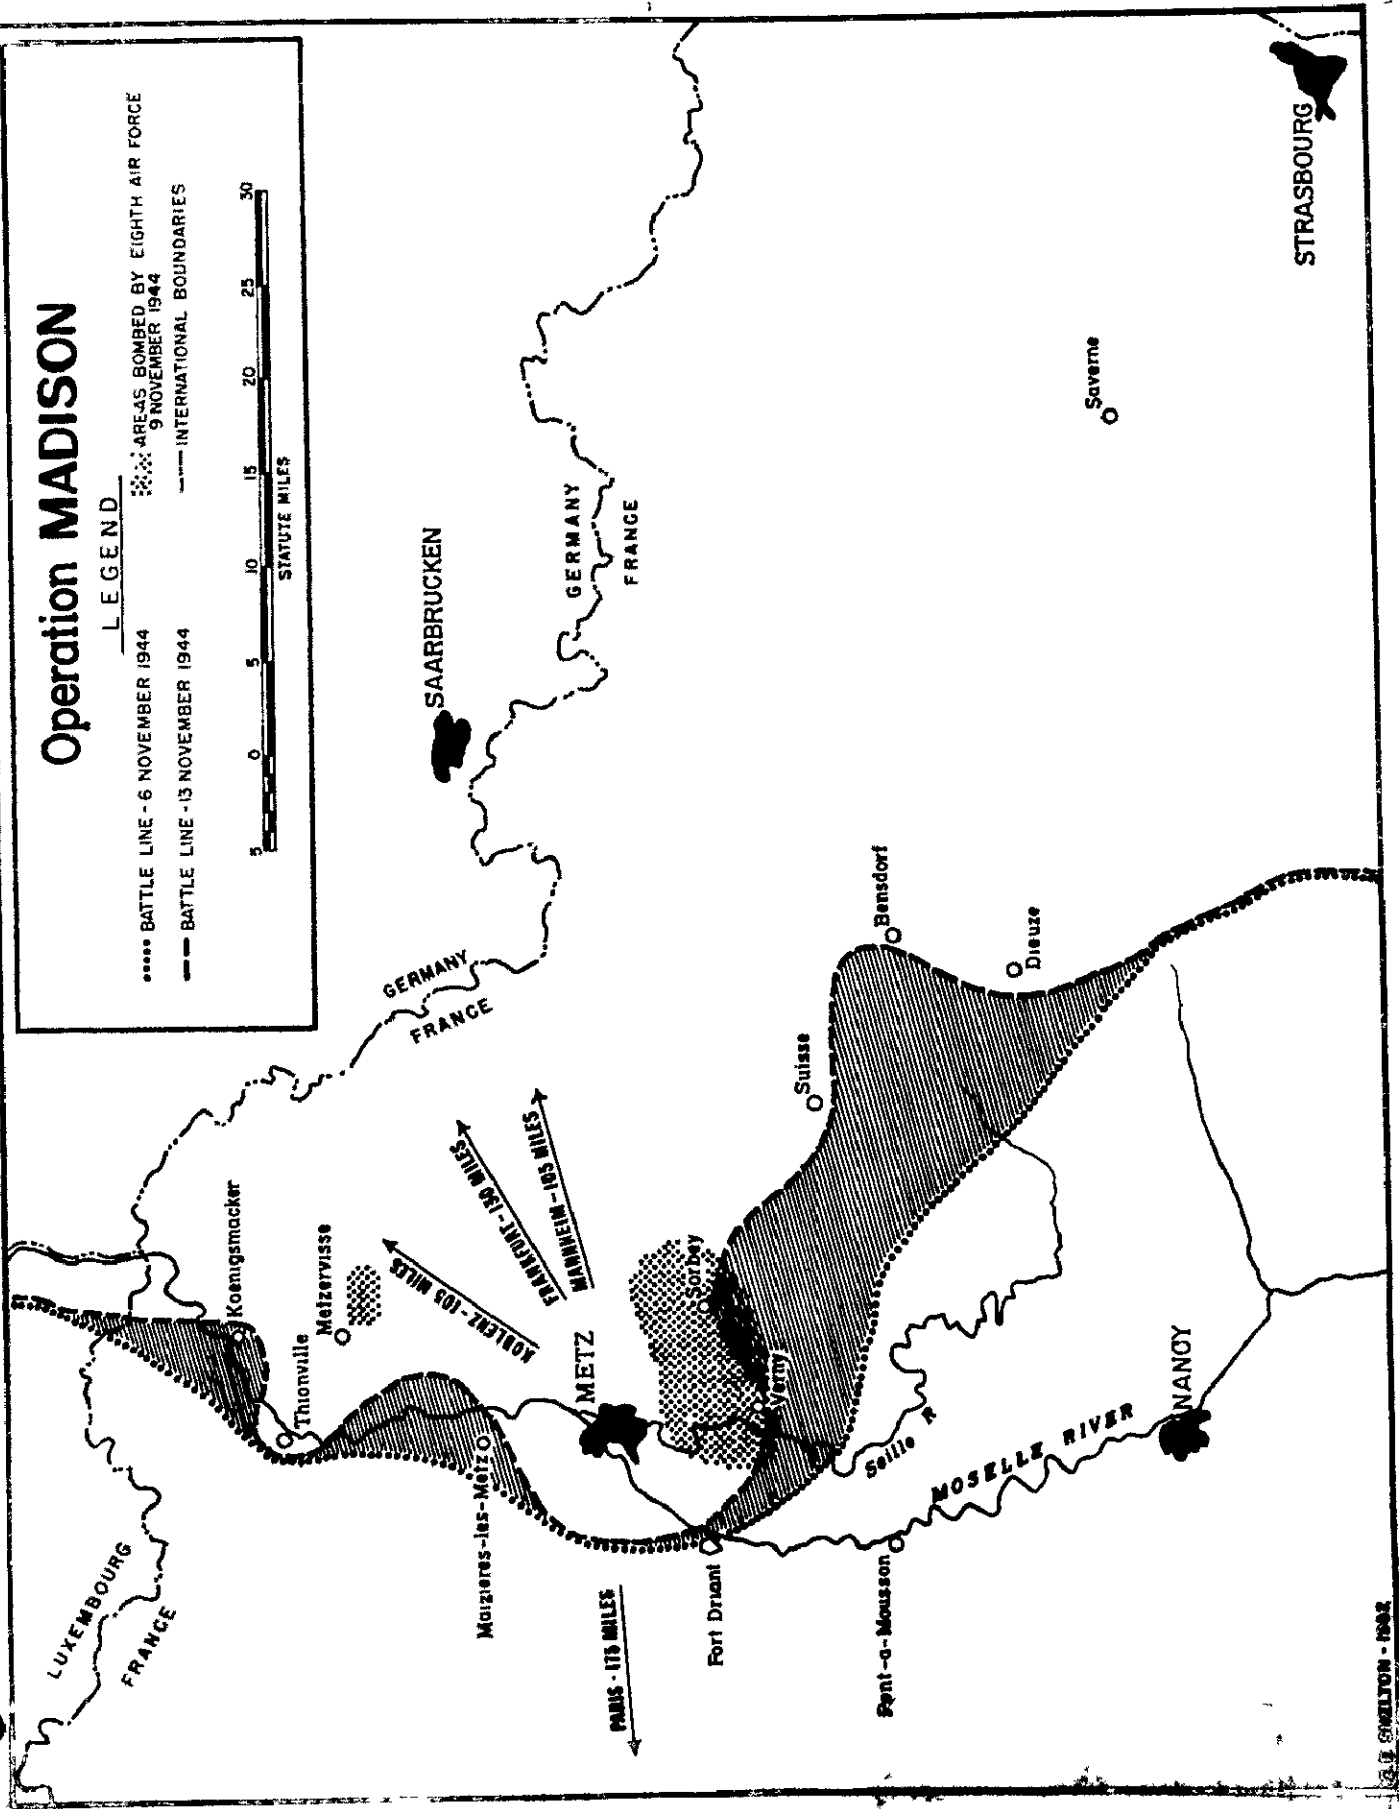 Operation MADISON
LEGEND
BATTLE LINE - 6 NOVEMBER 1944
BATTLE LINE - 13 NOVEMBER 1944
AREAS BOMBED BY EIGHTH AIR FORCE
9 NOVEMBER 1944
INTERNATIONAL BOUNDARIES
5 0 5 10 15 20 25 30
STATUTE MILES
LUXEMBOURG
FRANCE
Koenigsmacker
Thionville
Metzervisse
GERMANY
FRANCE
SAARBRUCKEN
GERMANY
FRANCE
KOBLENZ - 105 MILES
FRANKFURT - 130 MILES
MANNHEIM - 105 MILES
Maizieres-les-Metz
METZ
PARIS - 175 MILES
Fort Driant
Sorbey
Verny
Suisse
Bensdorf
Dieuze
Seille R
Pont-a-Mousson
MOSELLE RIVER
NANCY
Saverne
STRASBOURG